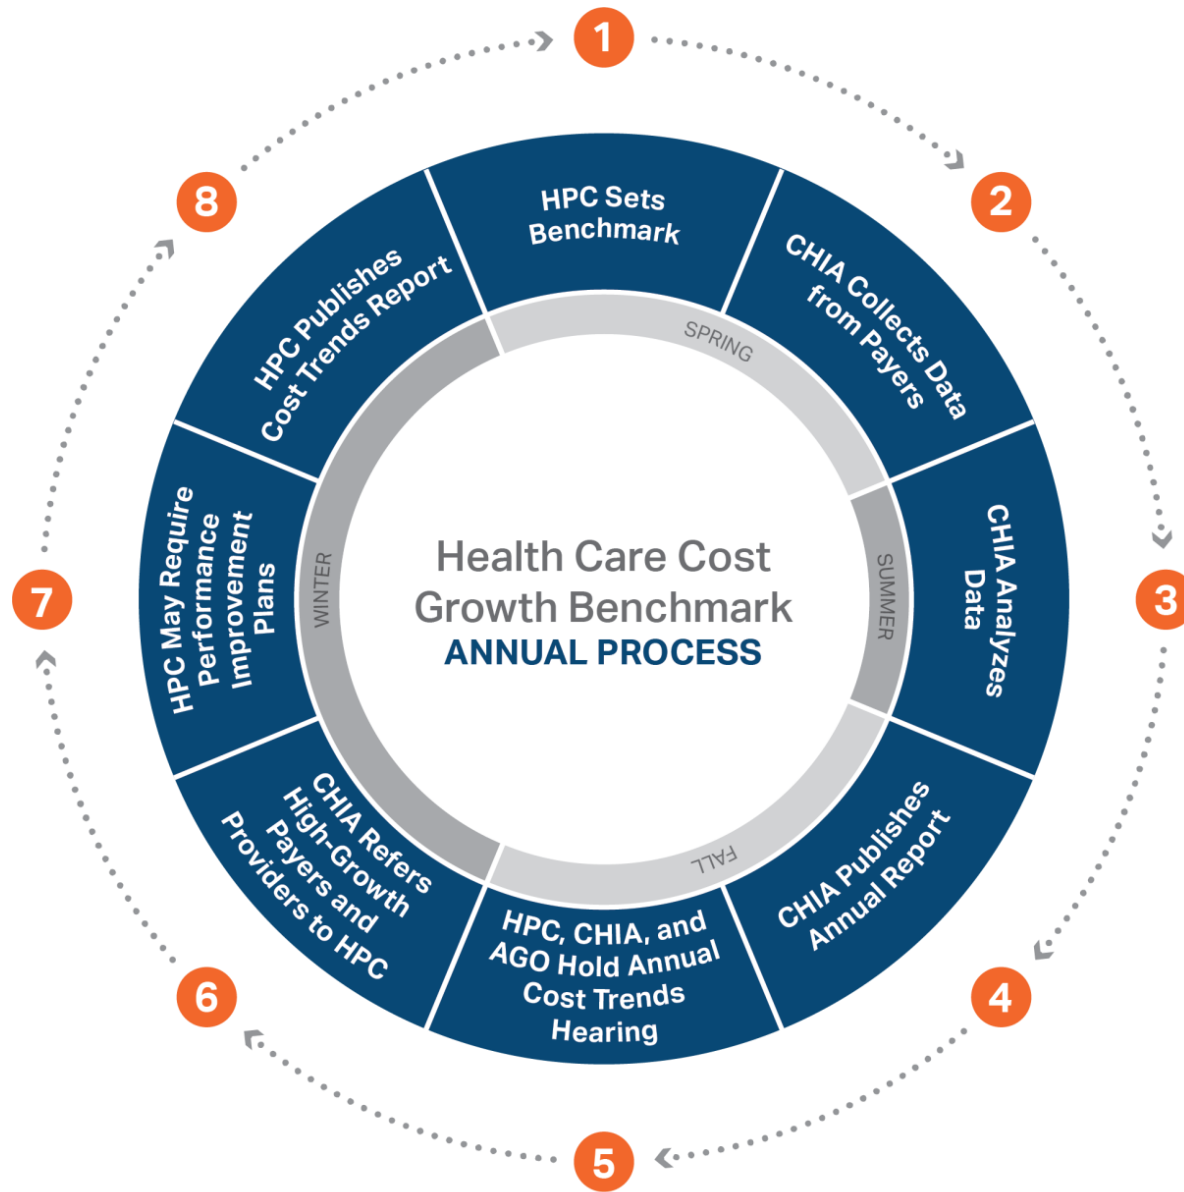 1
HPC Sets
Benchmark
2
CHIA Collects Data
from Payers
3
CHIA Analyzes
Data
4
CHIA Publishes
Annual Report
5
HPC, CHIA, and
AGO Hold Annual
Cost Trends
Hearing
6
CHIA Refers
High-Growth
Payers and
Providers to HPC
7
HPC May Require
Performance
Improvement
Plans
8
HPC Publishes
Cost Trends Report
SPRING
SUMMER
FALL
WINTER
Health Care Cost
Growth Benchmark
ANNUAL PROCESS